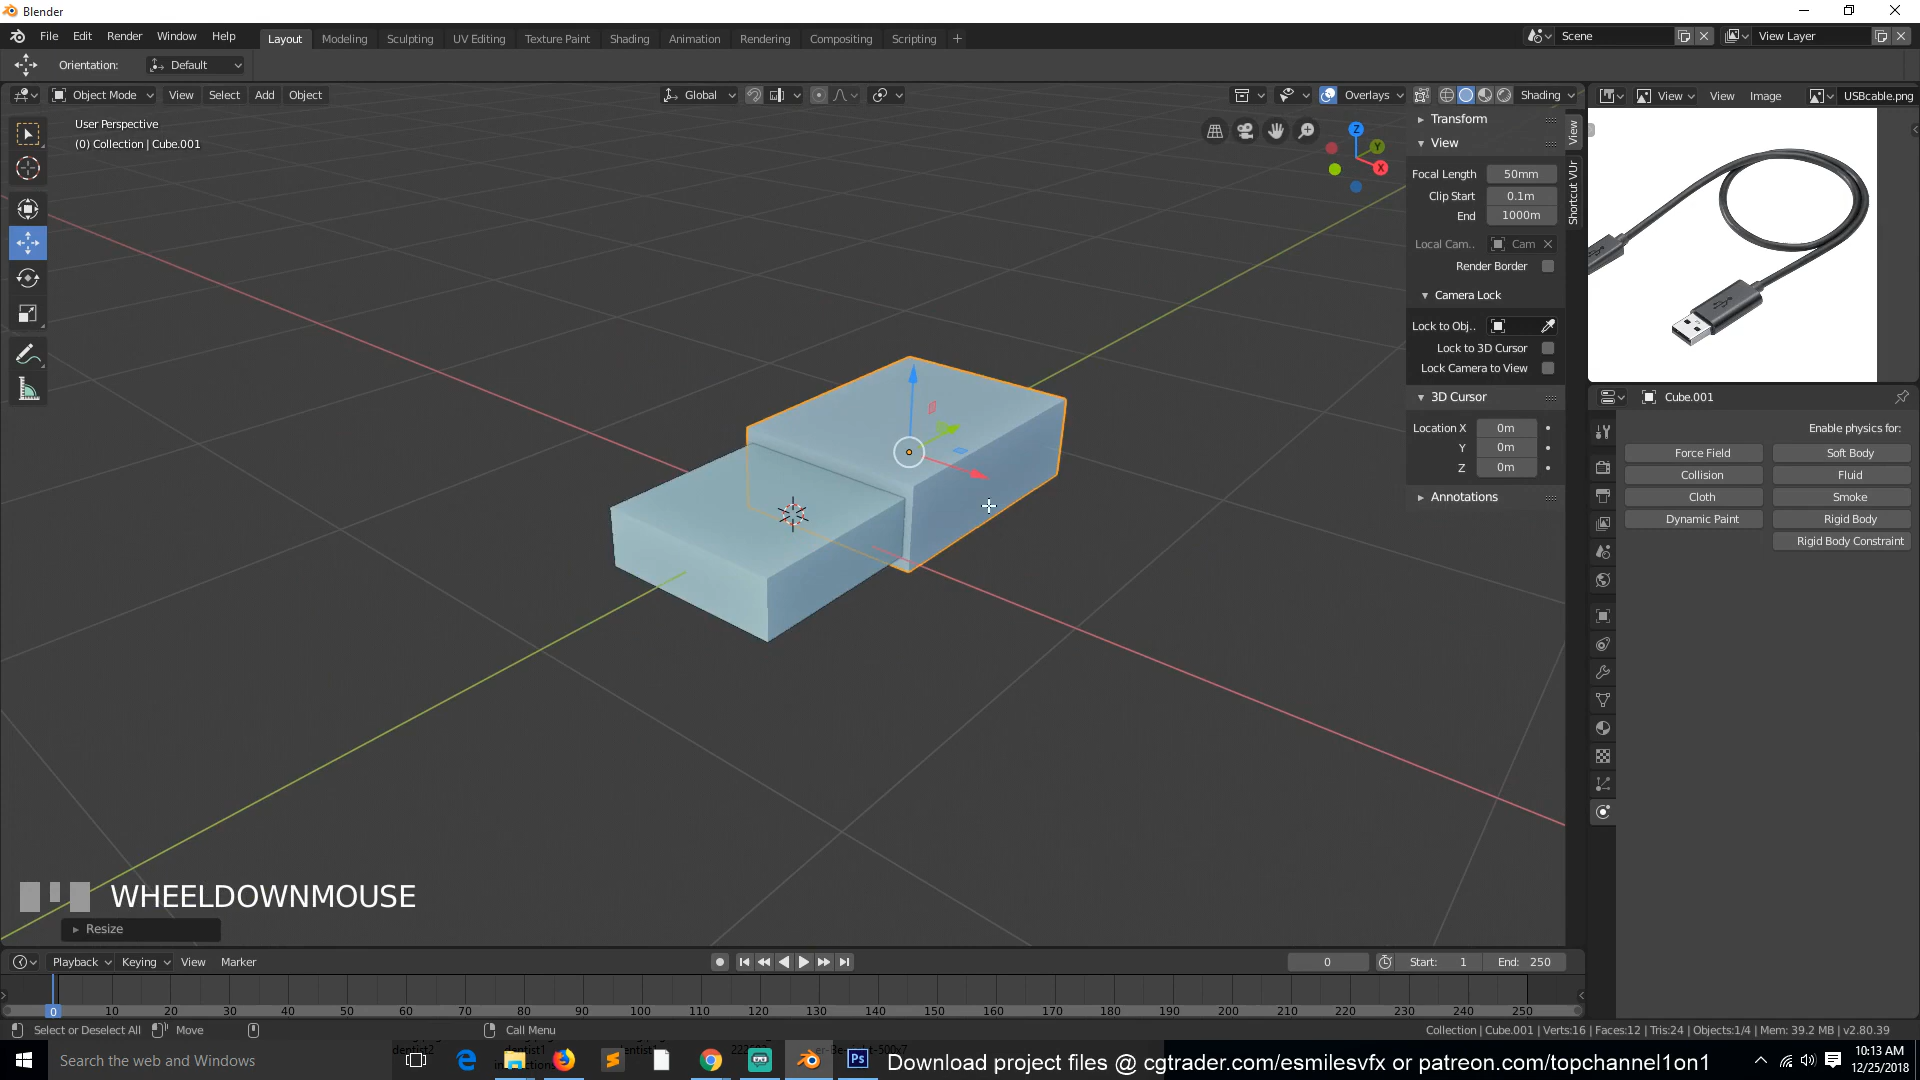 Blender
File Edit Render Window Help
Layout Modeling Sculpting UV Editing Texture Paint Shading Animation Rendering Compositing Scripting +
Scene
View Layer
Orientation: Default
Object Mode View Select Add Object
Global
Overlays Shading
View View Image USBcable.png
User Perspective
(0) Collection | Cube.001
Z
Y
X
Transform
View
Focal Length 50mm
Clip Start 0.1m
End 1000m
Local Cam.. Cam
Render Border
Camera Lock
Lock to Obj..
Lock to 3D Cursor
Lock Camera to View
3D Cursor
Location X 0m
Y 0m
Z 0m
Annotations
View
Shortcut VUr
Cube.001
Enable physics for:
Force Field Soft Body
Collision Fluid
Cloth Smoke
Dynamic Paint Rigid Body
Rigid Body Constraint
WHEELDOWNMOUSE
Resize
Playback Keying View Marker
0 Start: 1 End: 250
0 10 20 30 40 50 60 70 80 90 100 110 120 130 140 150 160 170 180 190 200 210 220 230 240 250
Select or Deselect All Move Call Menu
Collection | Cube.001 | Verts:16 | Faces:12 | Tris:24 | Objects:1/4 | Mem: 39.2 MB | v2.80.39
Search the web and Windows
Ps
Download project files @ cgtrader.com/esmilesvfx or patreon.com/topchannel1on1
10:13 AM
12/25/2018